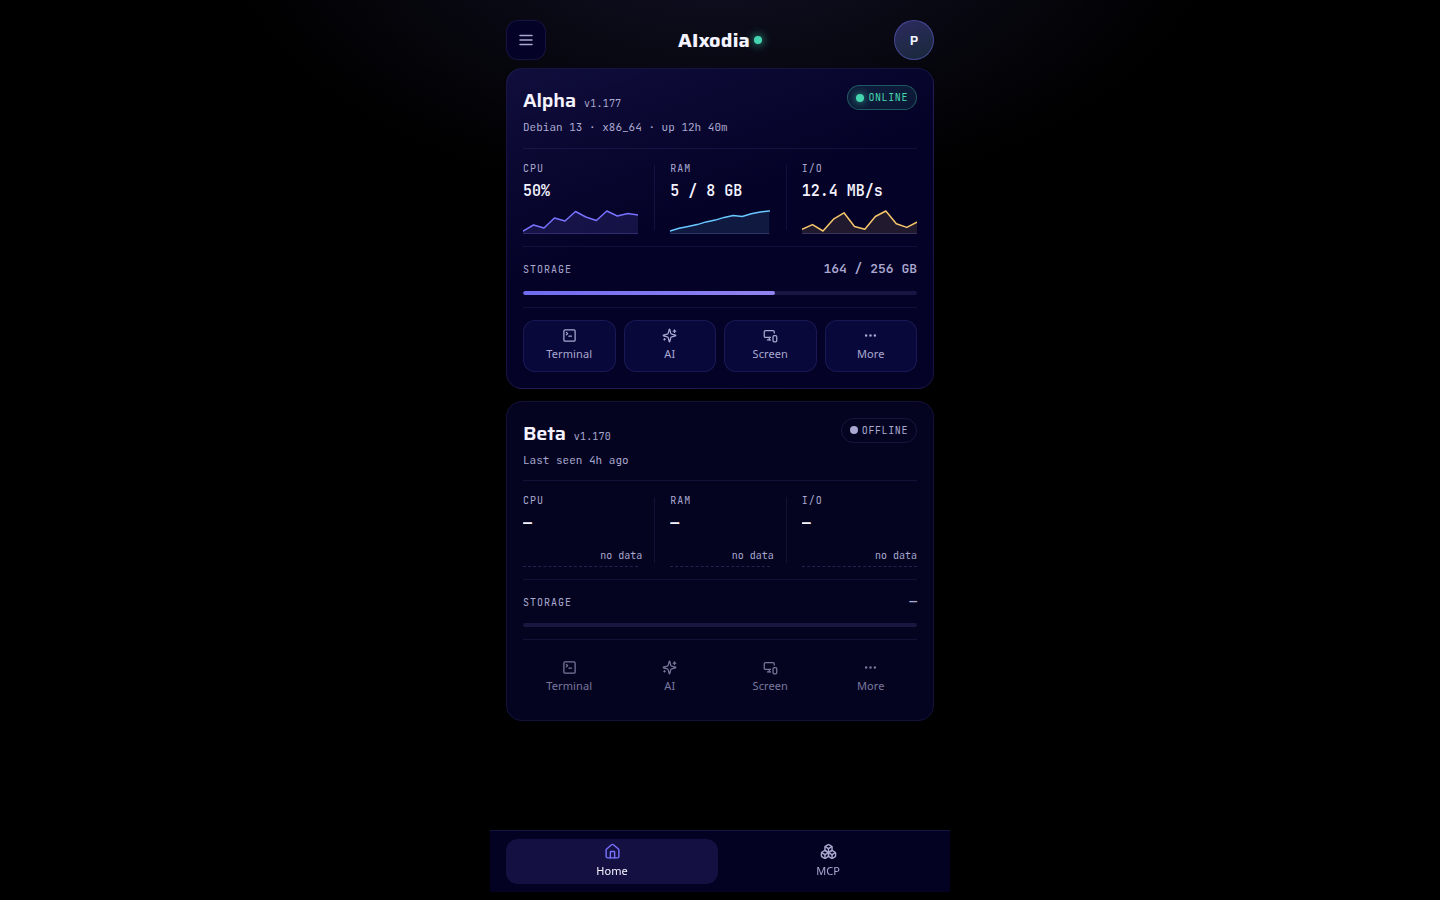 AIxodia
P
Alpha v1.177
ONLINE
Debian 13 · x86_64 · up 12h 40m
CPU RAM I/O
50% 5 / 8 GB 12.4 MB/s
STORAGE 164 / 256 GB
Terminal AI Screen More
Beta v1.170
OFFLINE
Last seen 4h ago
CPU RAM I/O
— — —
no data no data no data
STORAGE —
Terminal AI Screen More
Home MCP